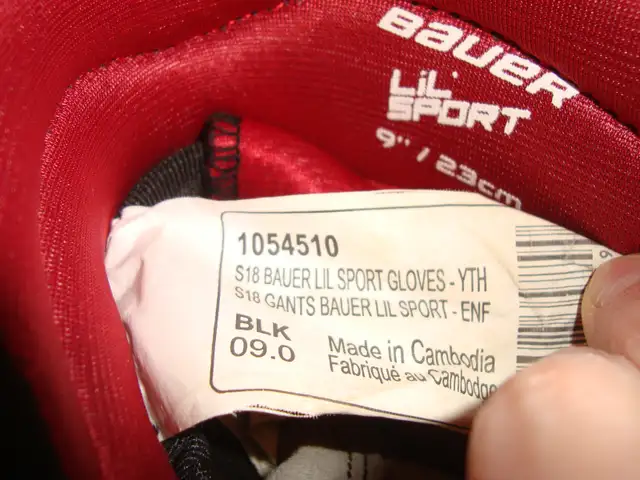 BAUER
LIL'
SPORT
9" / 23cm
1054510
S18 BAUER LIL SPORT GLOVES - YTH
S18 GANTS BAUER LIL SPORT - ENF
BLK
09.0
Made in Cambodia
Fabriqué au Cambodge